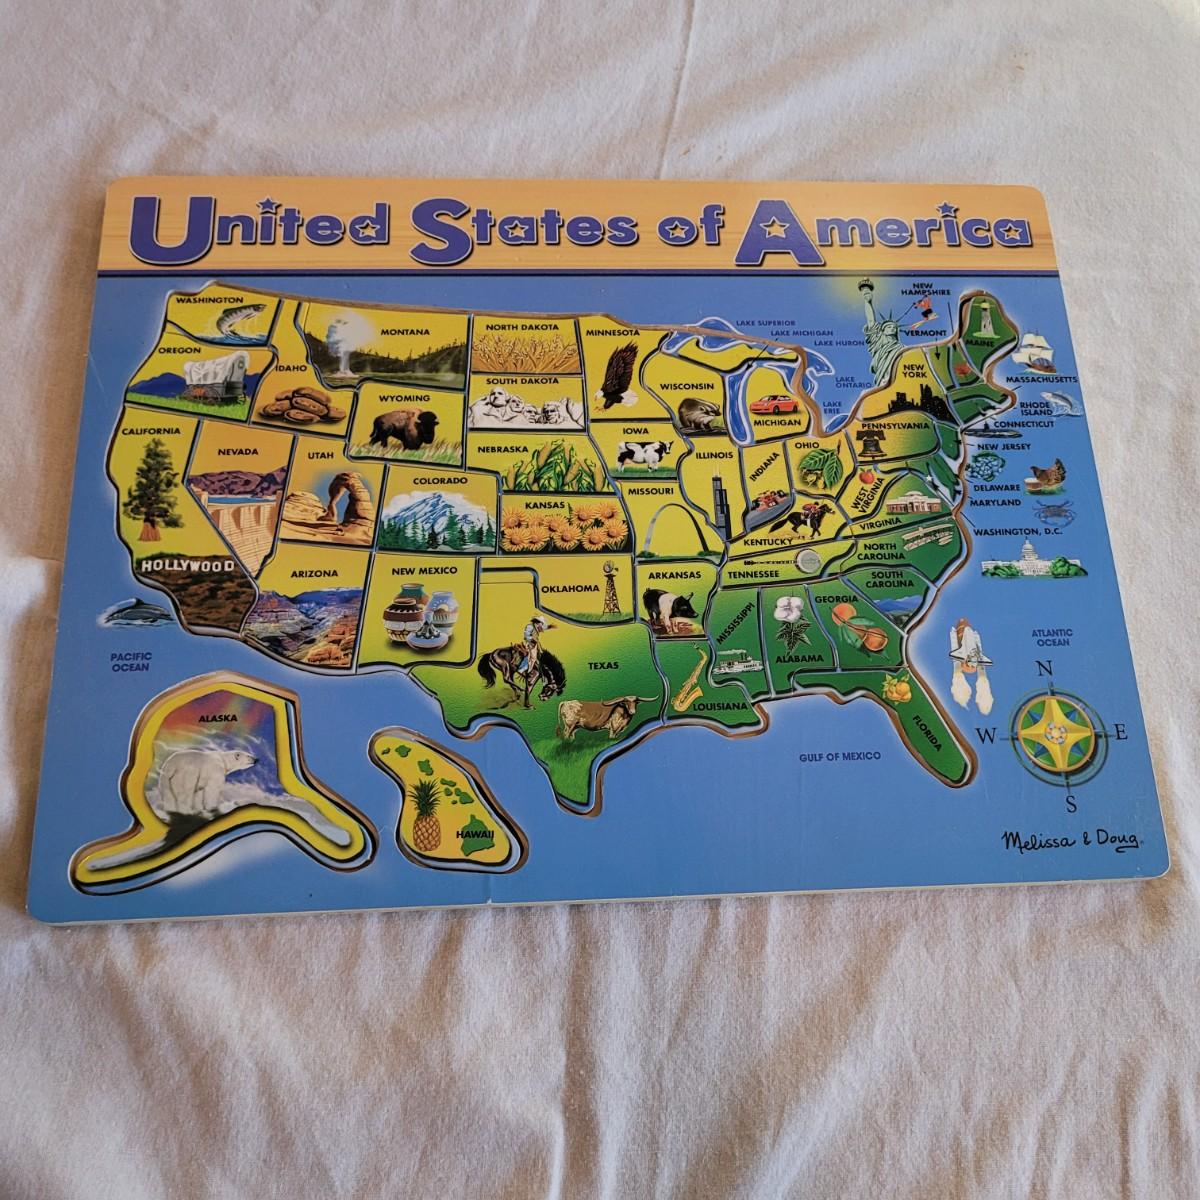 United States of America
WASHINGTON
MONTANA
NORTH DAKOTA
MINNESOTA
LAKE SUPERIOR
LAKE MICHIGAN
LAKE HURON
NEW
HAMPSHIRE
VERMONT
MAINE
OREGON
IDAHO
WYOMING
SOUTH DAKOTA
WISCONSIN
MICHIGAN
LAKE
ONTARIO
LAKE
ERIE
NEW
YORK
MASSACHUSETTS
RHODE
ISLAND
CONNECTICUT
CALIFORNIA
NEVADA
UTAH
COLORADO
NEBRASKA
IOWA
ILLINOIS
INDIANA
OHIO
PENNSYLVANIA
NEW JERSEY
DELAWARE
MARYLAND
WASHINGTON, D.C.
KANSAS
MISSOURI
WEST
VIRGINIA
VIRGINIA
KENTUCKY
HOLLYWOOD
ARIZONA
NEW MEXICO
OKLAHOMA
ARKANSAS
TENNESSEE
NORTH
CAROLINA
SOUTH
CAROLINA
MISSISSIPPI
ALABAMA
GEORGIA
PACIFIC
OCEAN
TEXAS
LOUISIANA
FLORIDA
ATLANTIC
OCEAN
ALASKA
HAWAII
GULF OF MEXICO
N
W
E
S
Melissa & Doug